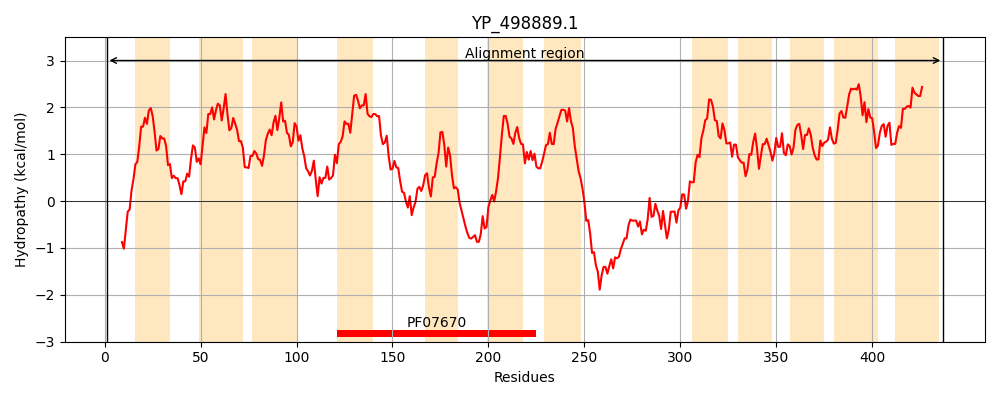 YP_498889.1
Hydropathy (kcal/mol)
3
2
1
0
−1
−2
−3
Alignment region
PF07670
0 50 100 150 200 250 300 350 400
Residues